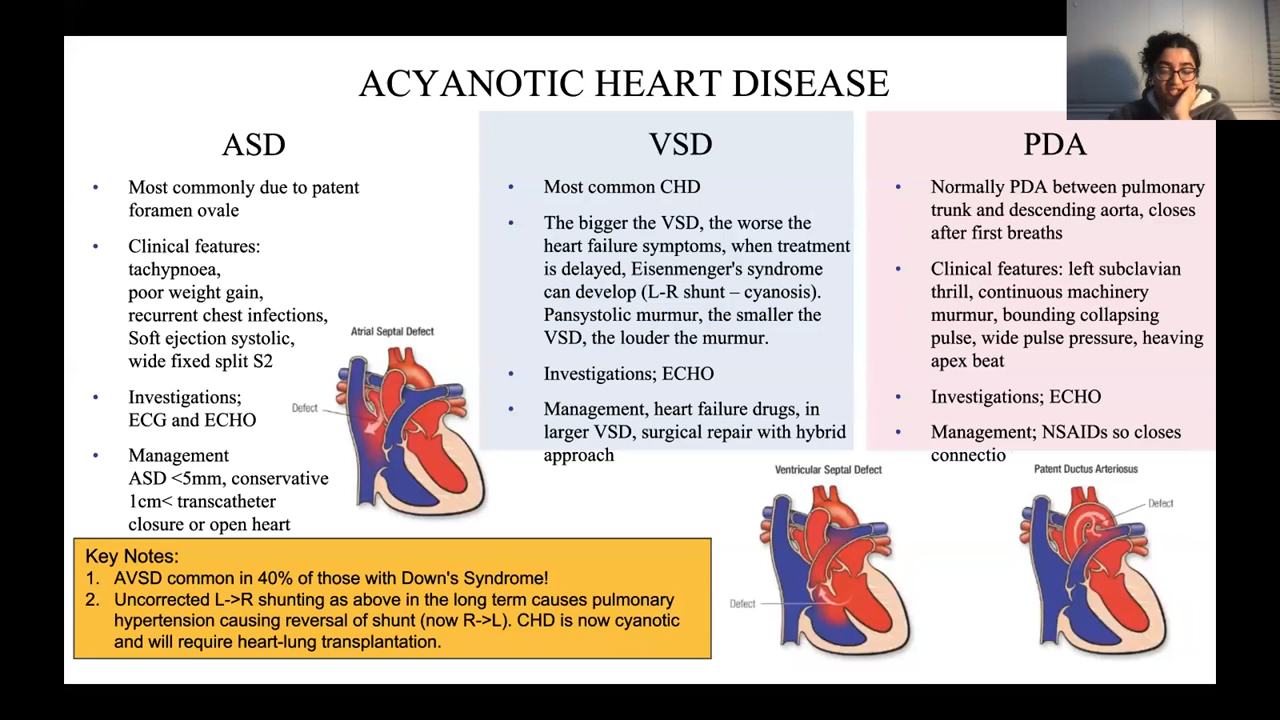 ACYANOTIC HEART DISEASE
ASD
• Most commonly due to patent
foramen ovale
• Clinical features:
tachypnoea,
poor weight gain,
recurrent chest infections,
Soft ejection systolic,
wide fixed split S2
• Investigations;
ECG and ECHO
• Management
ASD <5mm, conservative
1cm< transcatheter
closure or open heart
Atrial Septal Defect
Defect
VSD
• Most common CHD
• The bigger the VSD, the worse the
heart failure symptoms, when treatment
is delayed, Eisenmenger's syndrome
can develop (L-R shunt – cyanosis).
Pansystolic murmur, the smaller the
VSD, the louder the murmur.
• Investigations; ECHO
• Management, heart failure drugs, in
larger VSD, surgical repair with hybrid
approach
Ventricular Septal Defect
Defect
PDA
• Normally PDA between pulmonary
trunk and descending aorta, closes
after first breaths
• Clinical features: left subclavian
thrill, continuous machinery
murmur, bounding collapsing
pulse, wide pulse pressure, heaving
apex beat
• Investigations; ECHO
• Management; NSAIDs so closes
connectio
Patent Ductus Arteriosus
Defect
Key Notes:
1. AVSD common in 40% of those with Down's Syndrome!
2. Uncorrected L->R shunting as above in the long term causes pulmonary
hypertension causing reversal of shunt (now R->L). CHD is now cyanotic
and will require heart-lung transplantation.